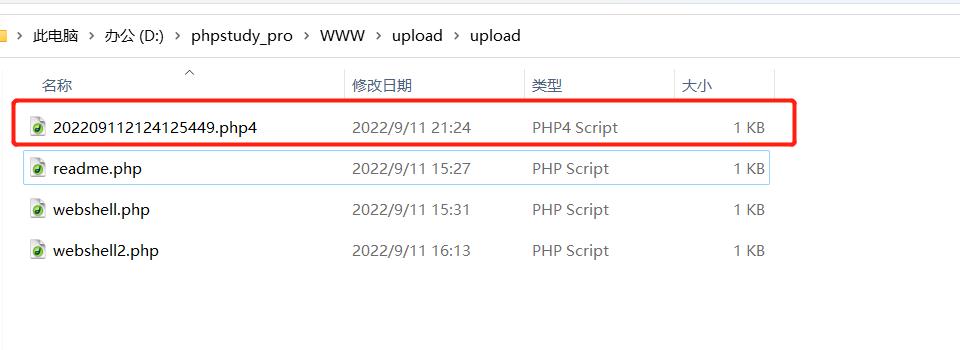 此电脑 > 办公 (D:) > phpstudy_pro > WWW > upload > upload
名称 修改日期 类型 大小
202209112124125449.php4 2022/9/11 21:24 PHP4 Script 1 KB
readme.php 2022/9/11 15:27 PHP Script 1 KB
webshell.php 2022/9/11 15:31 PHP Script 1 KB
webshell2.php 2022/9/11 16:13 PHP Script 1 KB